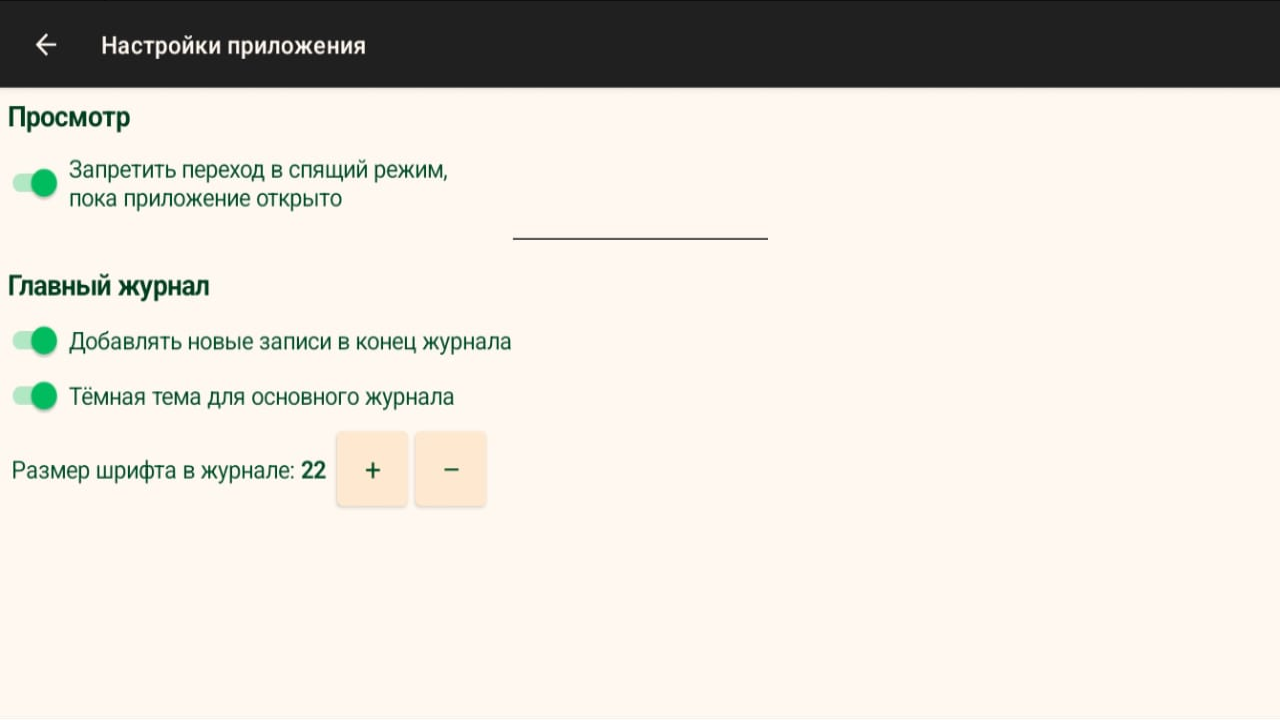 Настройки приложения
Просмотр
Запретить переход в спящий режим,
пока приложение открыто
Главный журнал
Добавлять новые записи в конец журнала
Тёмная тема для основного журнала
Размер шрифта в журнале: 22 + −